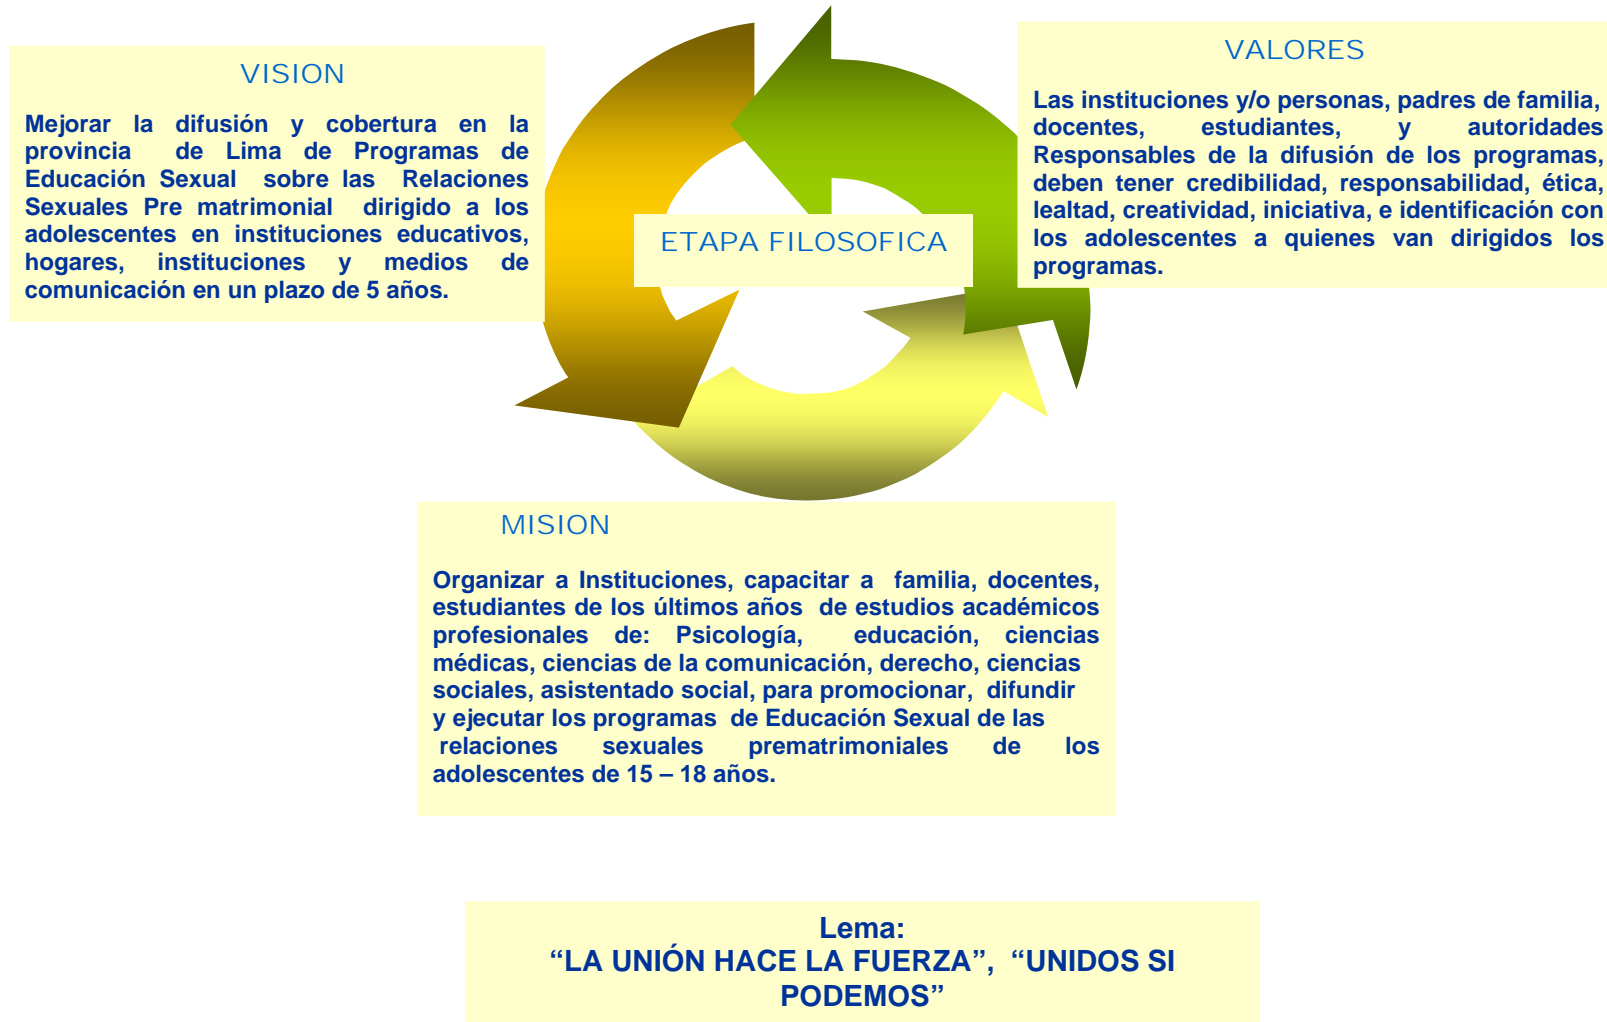 VISION
Mejorar la difusión y cobertura en la
provincia de Lima de Programas de
Educación Sexual sobre las Relaciones
Sexuales Pre matrimonial dirigido a los
adolescentes en instituciones educativos,
hogares, instituciones y medios de
comunicación en un plazo de 5 años.
ETAPA FILOSOFICA
VALORES
Las instituciones y/o personas, padres de familia,
docentes, estudiantes, y autoridades
Responsables de la difusión de los programas,
deben tener credibilidad, responsabilidad, ética,
lealtad, creatividad, iniciativa, e identificación con
los adolescentes a quienes van dirigidos los
programas.
MISION
Organizar a Instituciones, capacitar a familia, docentes,
estudiantes de los últimos años de estudios académicos
profesionales de: Psicología, educación, ciencias
médicas, ciencias de la comunicación, derecho, ciencias
sociales, asistentado social, para promocionar, difundir
y ejecutar los programas de Educación Sexual de las
relaciones sexuales prematrimoniales de los
adolescentes de 15 – 18 años.
Lema:
“LA UNIÓN HACE LA FUERZA”, “UNIDOS SI
PODEMOS”